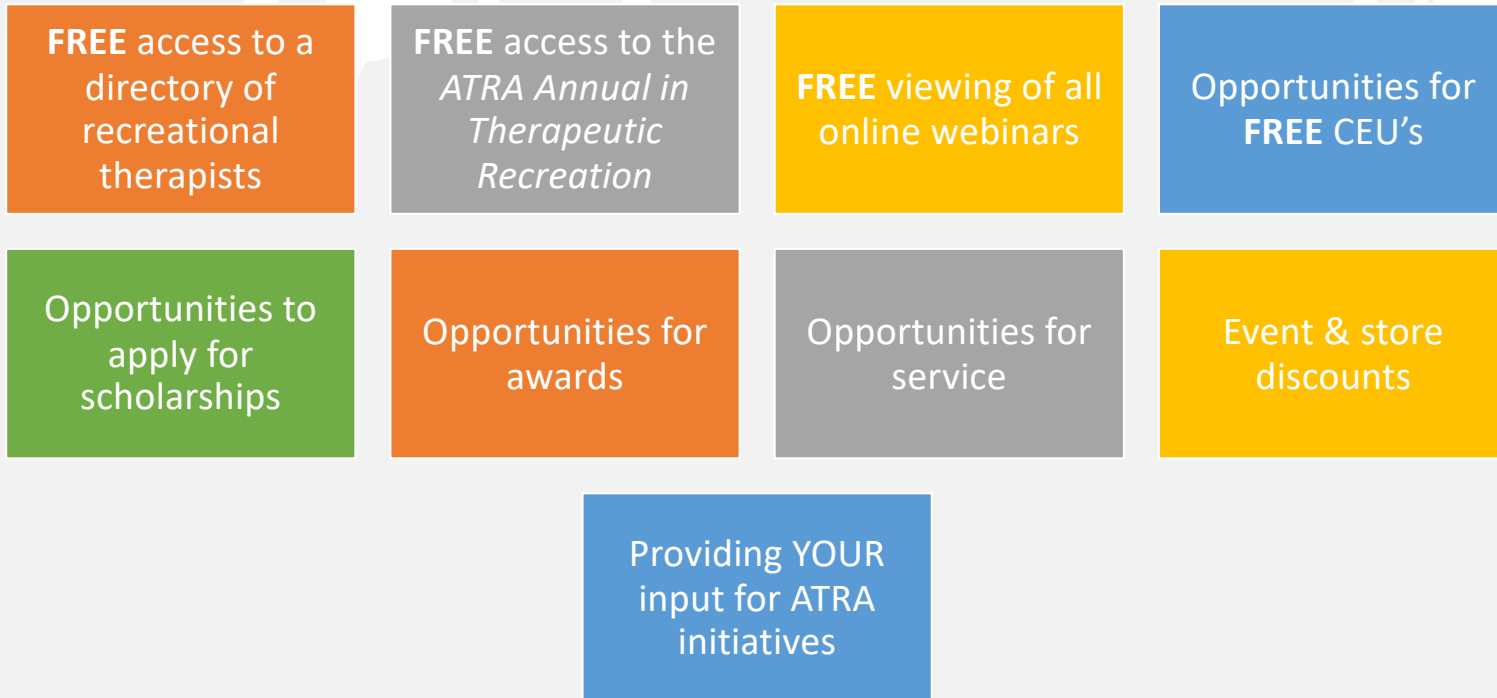 FREE access to a
directory of
recreational
therapists
FREE access to the
ATRA Annual in
Therapeutic
Recreation
FREE viewing of all
online webinars
Opportunities for
FREE CEU’s
Opportunities to
apply for
scholarships
Opportunities for
awards
Opportunities for
service
Event & store
discounts
Providing YOUR
input for ATRA
initiatives